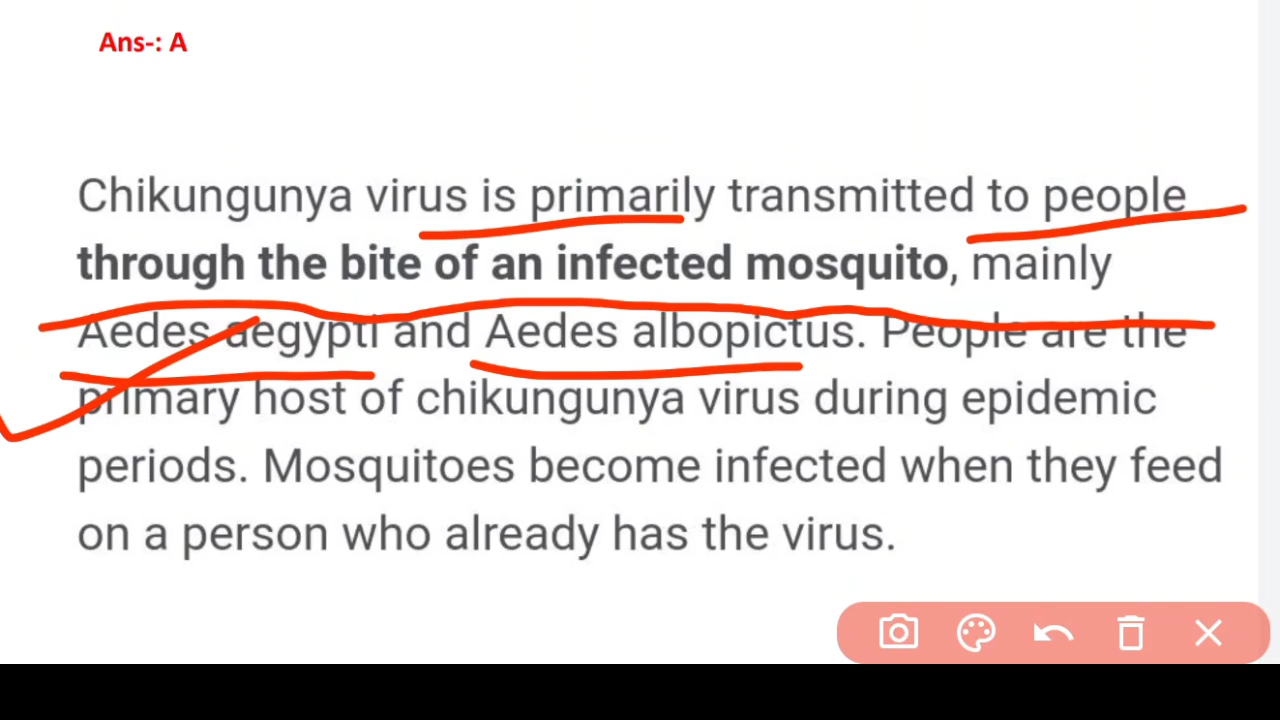 Ans-: A
Chikungunya virus is primarily transmitted to people
through the bite of an infected mosquito, mainly
Aedes aegypti and Aedes albopictus. People are the
primary host of chikungunya virus during epidemic
periods. Mosquitoes become infected when they feed
on a person who already has the virus.